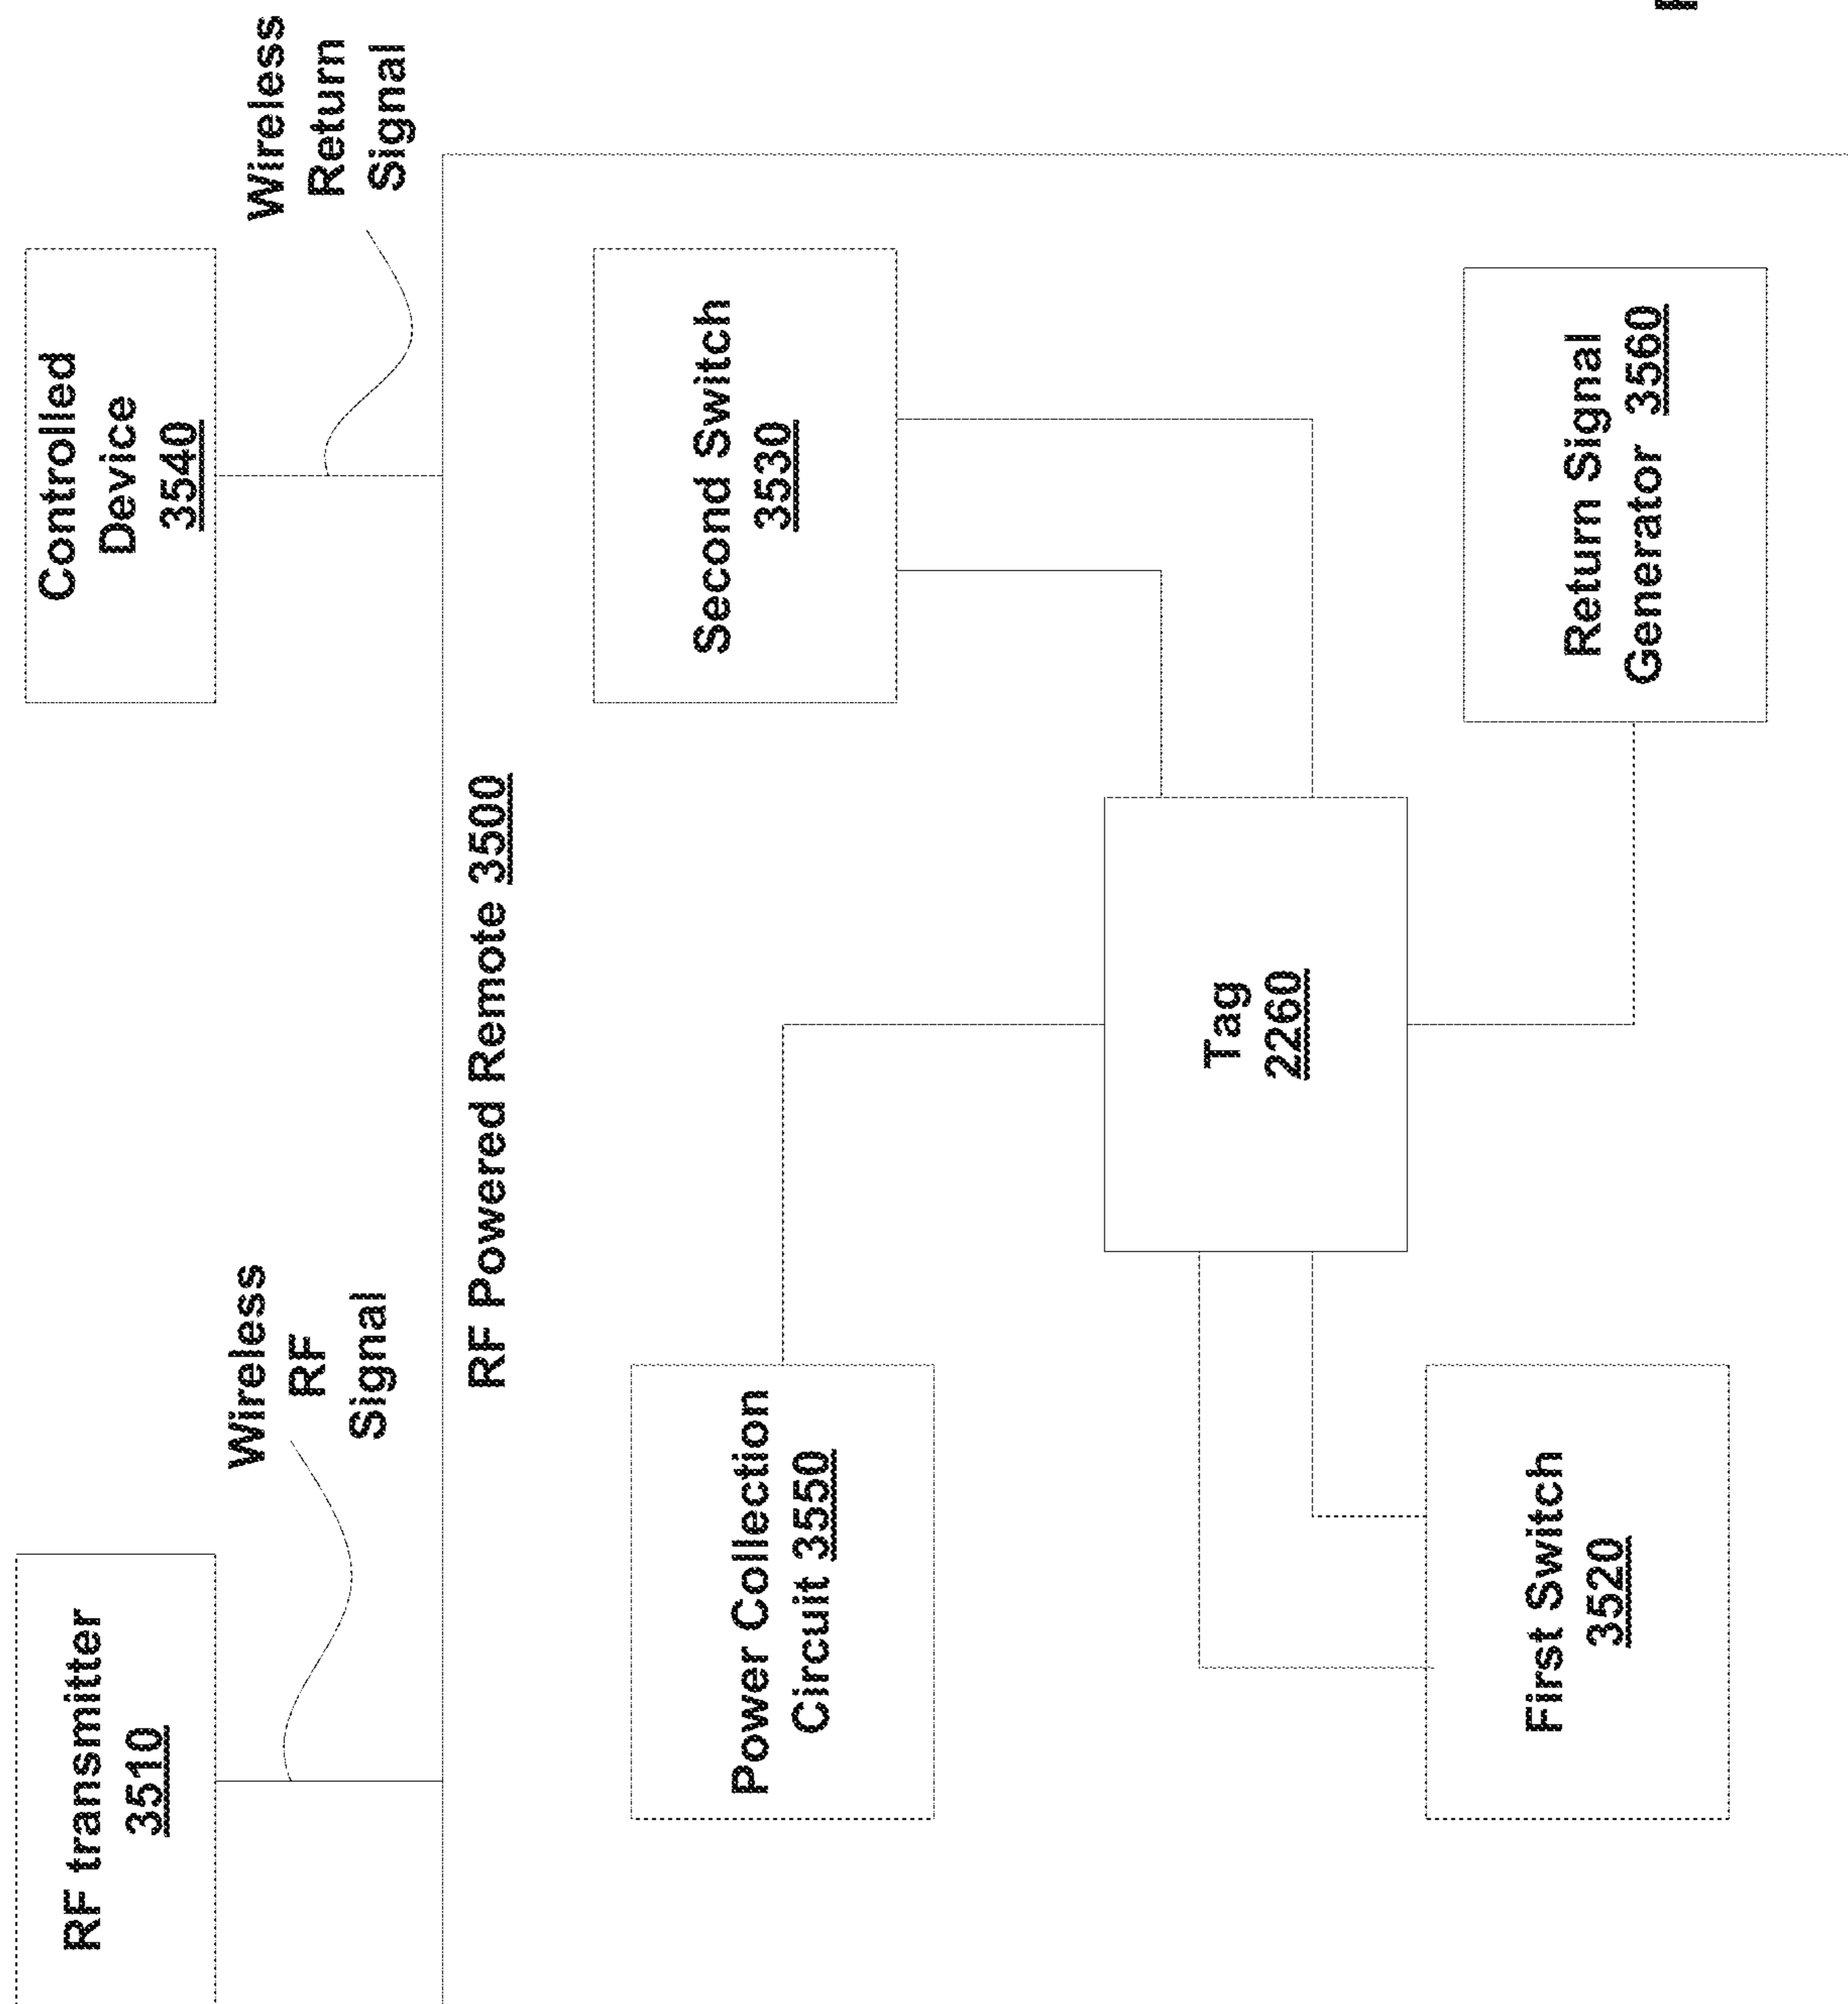 RF transmitter
3510
Wireless
RF
Signal
Controlled
Device
3540
Wireless
Return
Signal
RF Powered Remote 3500
Power Collection
Circuit 3550
Second Switch
3530
Tag
2260
First Switch
3520
Return Signal
Generator 3560